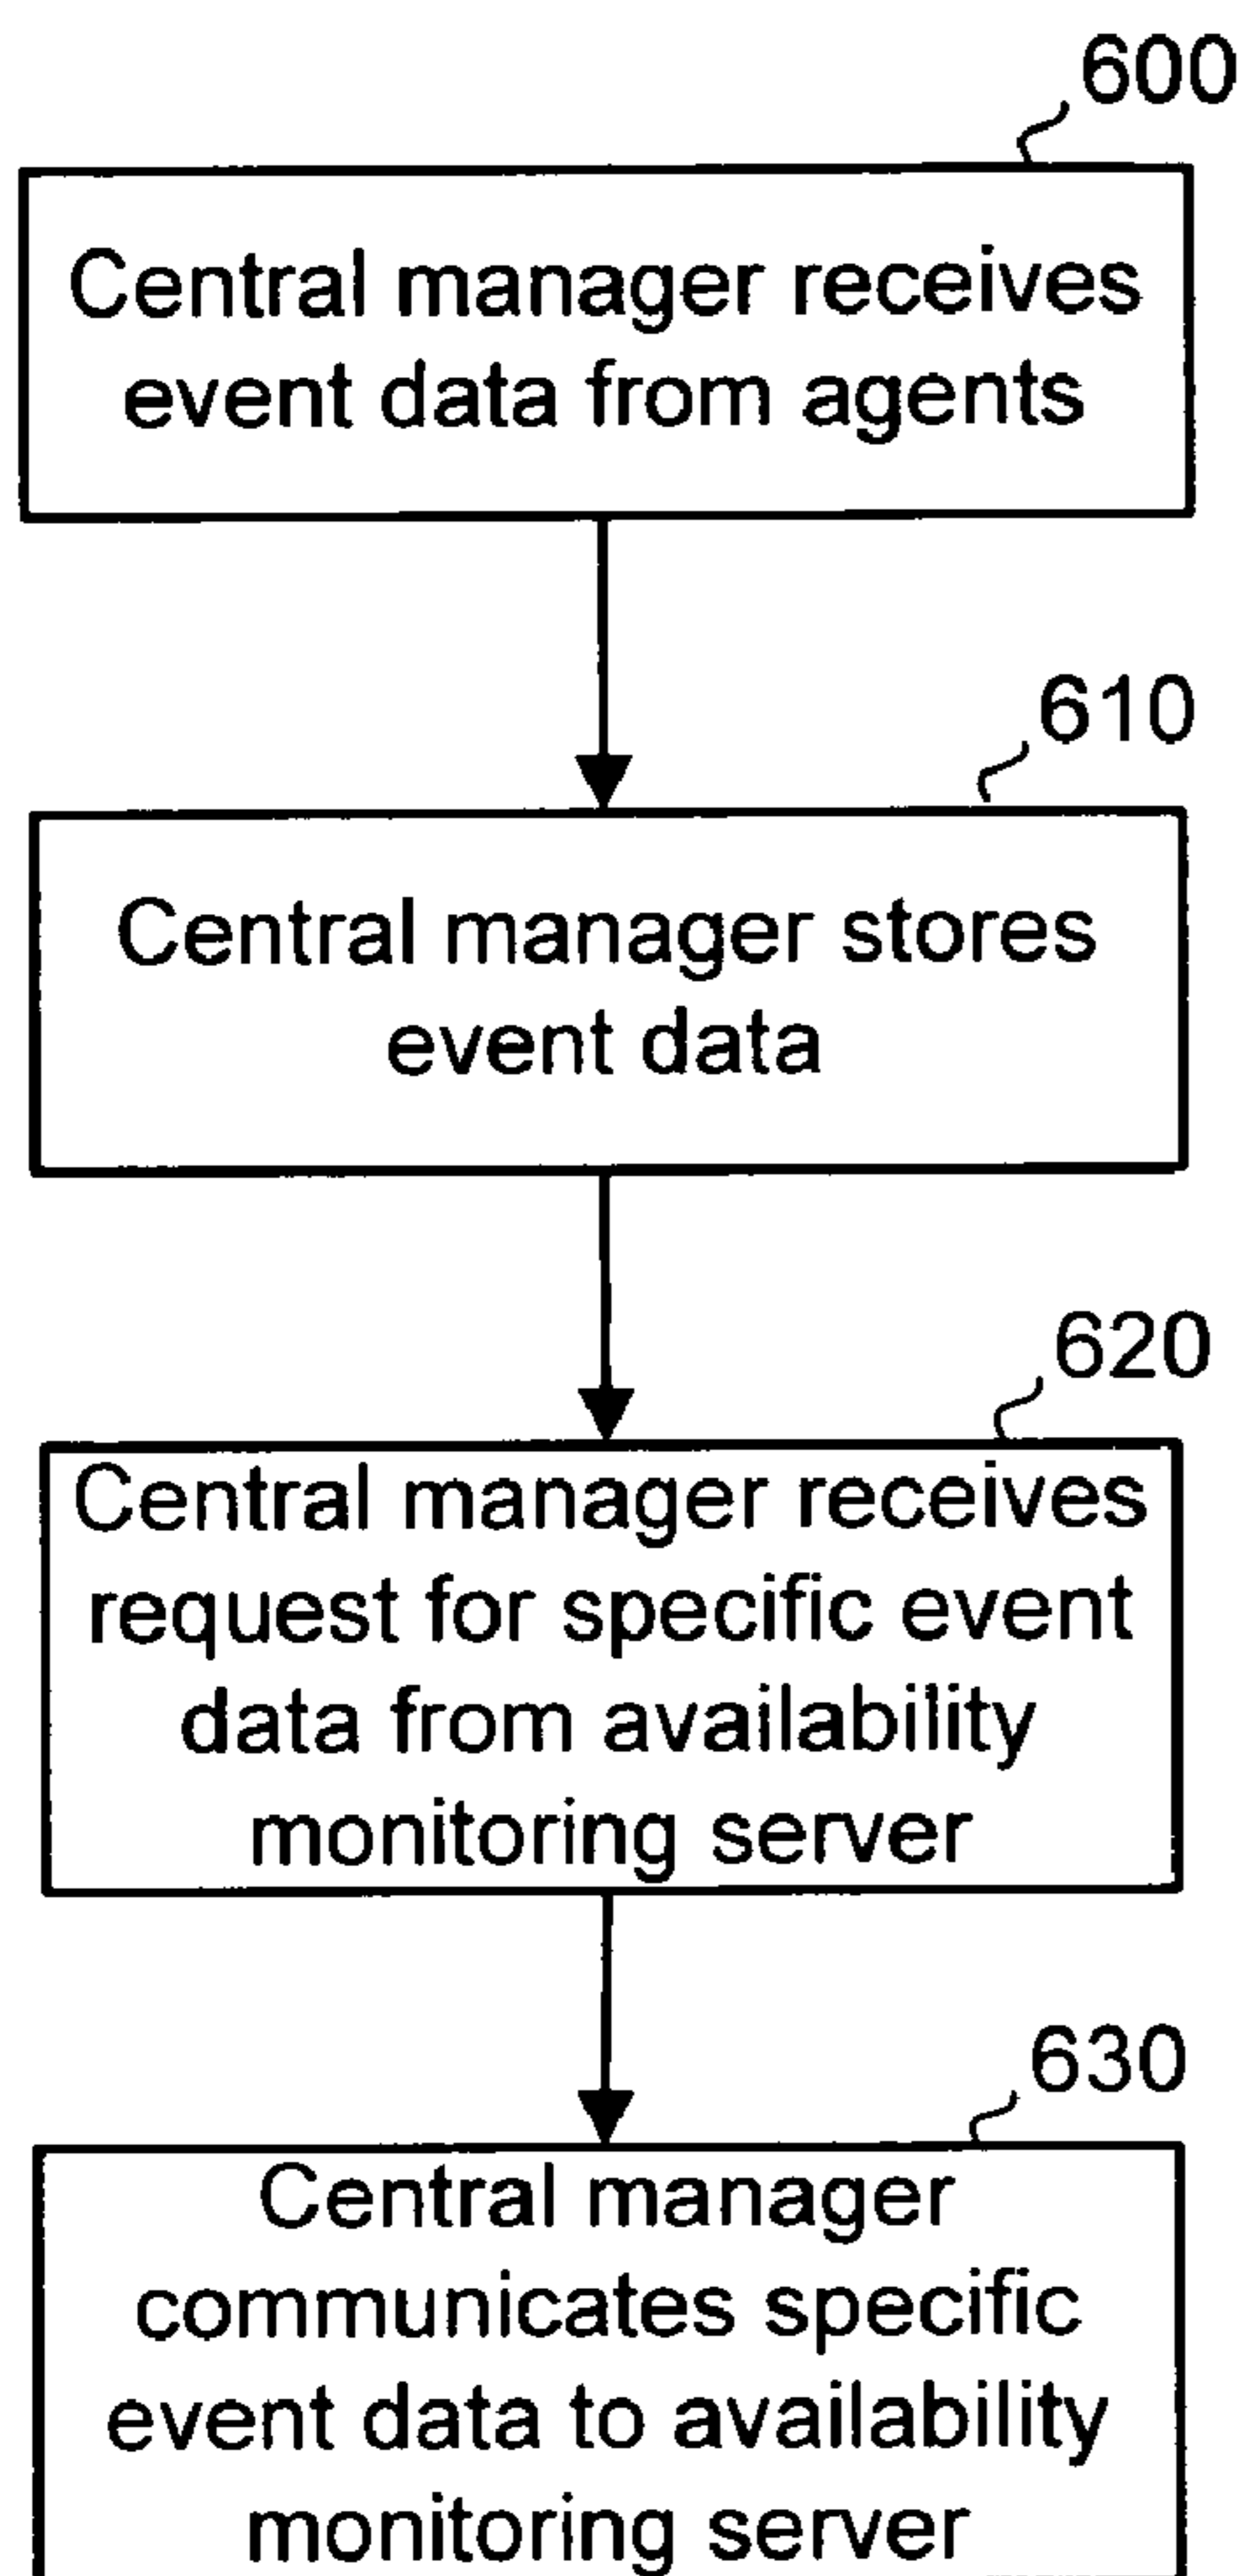 600
Central manager receives
event data from agents
610
Central manager stores
event data
620
Central manager receives
request for specific event
data from availability
monitoring server
630
Central manager
communicates specific
event data to availability
monitoring server